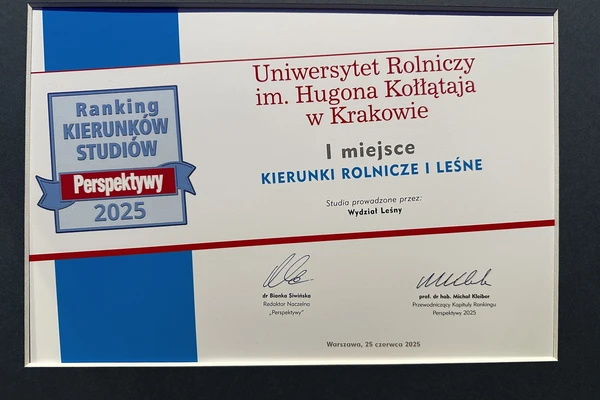 Uniwersytet Rolniczy
im. Hugona Kołłątaja
w Krakowie
Ranking
KIERUNKÓW
STUDIÓW
Perspektywy
2025
I miejsce
KIERUNKI ROLNICZE I LEŚNE
Studia prowadzone przez:
Wydział Leśny
dr Bianka Siwińska
Redaktor Naczelna
„Perspektywy"
prof. dr hab. Michał Kleiber
Przewodniczący Kapituły Rankingu
Perspektywy 2025
Warszawa, 25 czerwca 2025